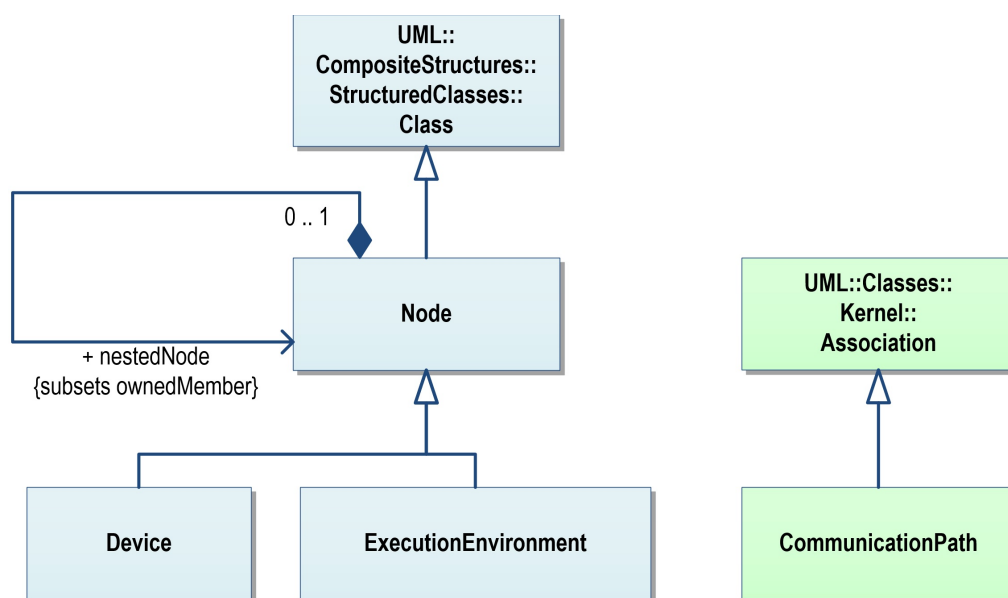 UML::
CompositeStructures::
StructuredClasses::
Class
0 .. 1
Node
+ nestedNode
{subsets ownedMember}
UML::Classes::
Kernel::
Association
Device
ExecutionEnvironment
CommunicationPath